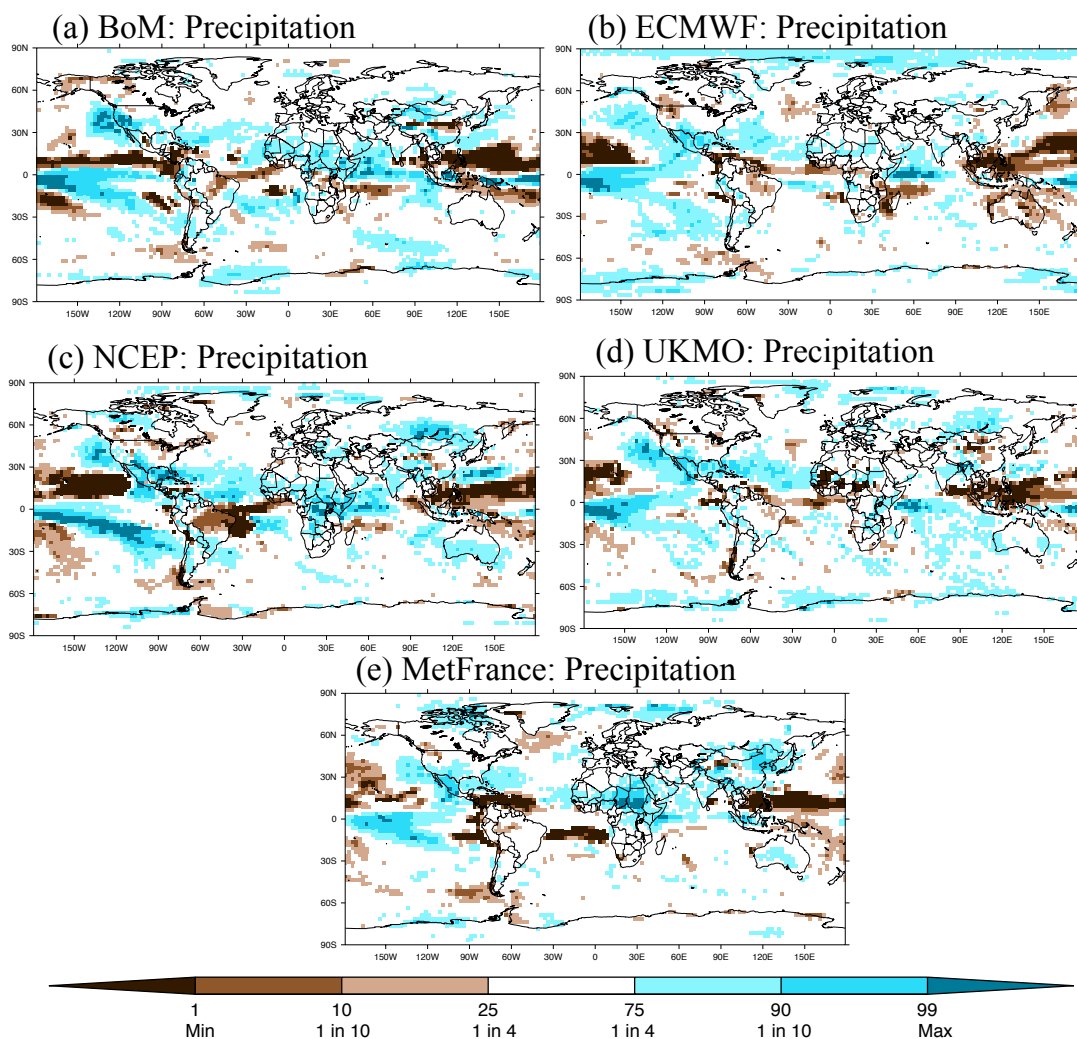 (a) BoM: Precipitation
90N
60N
30N
0
30S
60S
90S
150W 120W 90W 60W 30W 0 30E 60E 90E 120E 150E
(b) ECMWF: Precipitation
90N
60N
30N
0
30S
60S
90S
150W 120W 90W 60W 30W 0 30E 60E 90E 120E 150E
(c) NCEP: Precipitation
90N
60N
30N
0
30S
60S
90S
150W 120W 90W 60W 30W 0 30E 60E 90E 120E 150E
(d) UKMO: Precipitation
90N
60N
30N
0
30S
60S
90S
150W 120W 90W 60W 30W 0 30E 60E 90E 120E 150E
(e) MetFrance: Precipitation
90N
60N
30N
0
30S
60S
90S
150W 120W 90W 60W 30W 0 30E 60E 90E 120E 150E
1 10 25 75 90 99
Min 1 in 10 1 in 4 1 in 4 1 in 10 Max